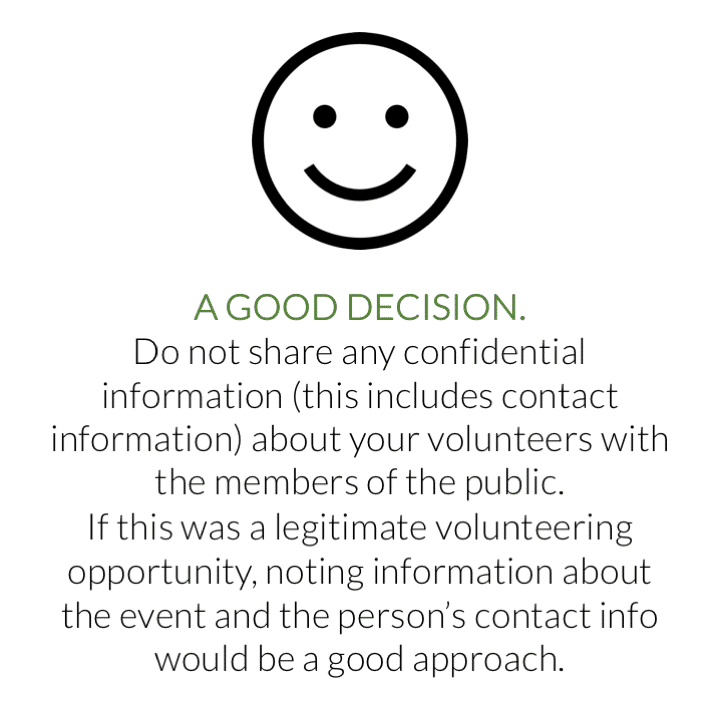 A GOOD DECISION.
Do not share any confidential
information (this includes contact
information) about your volunteers with
the members of the public.
If this was a legitimate volunteering
opportunity, noting information about
the event and the person's contact info
would be a good approach.